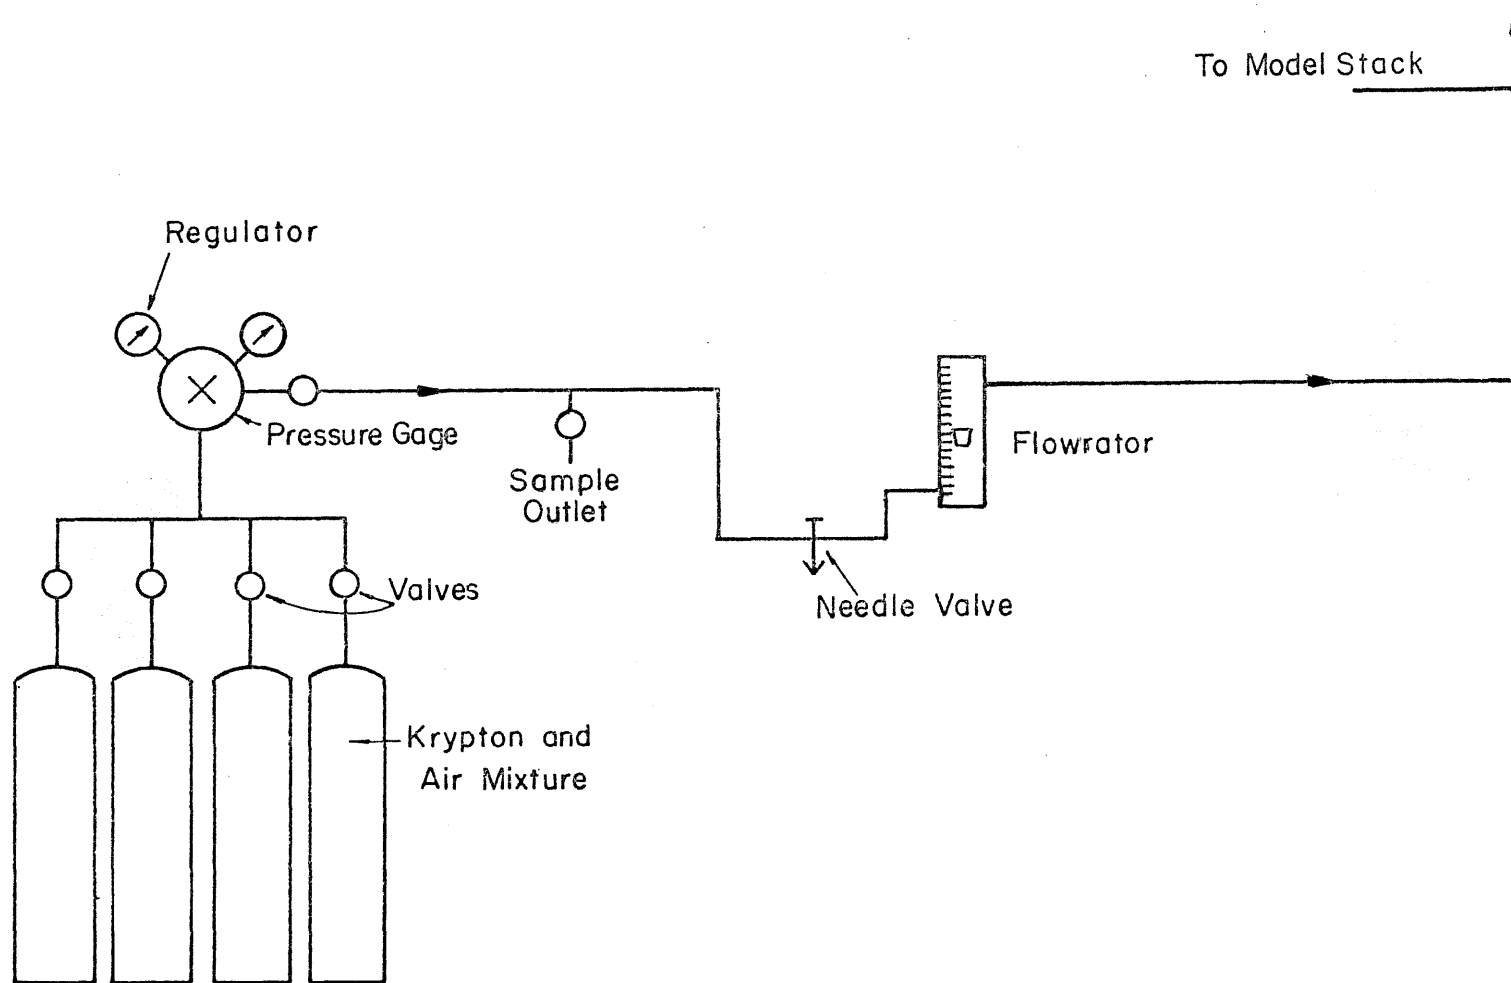 To Model Stack
Regulator
Pressure Gage
Sample
Outlet
Flowrator
Valves
Needle Valve
Krypton and
Air Mixture